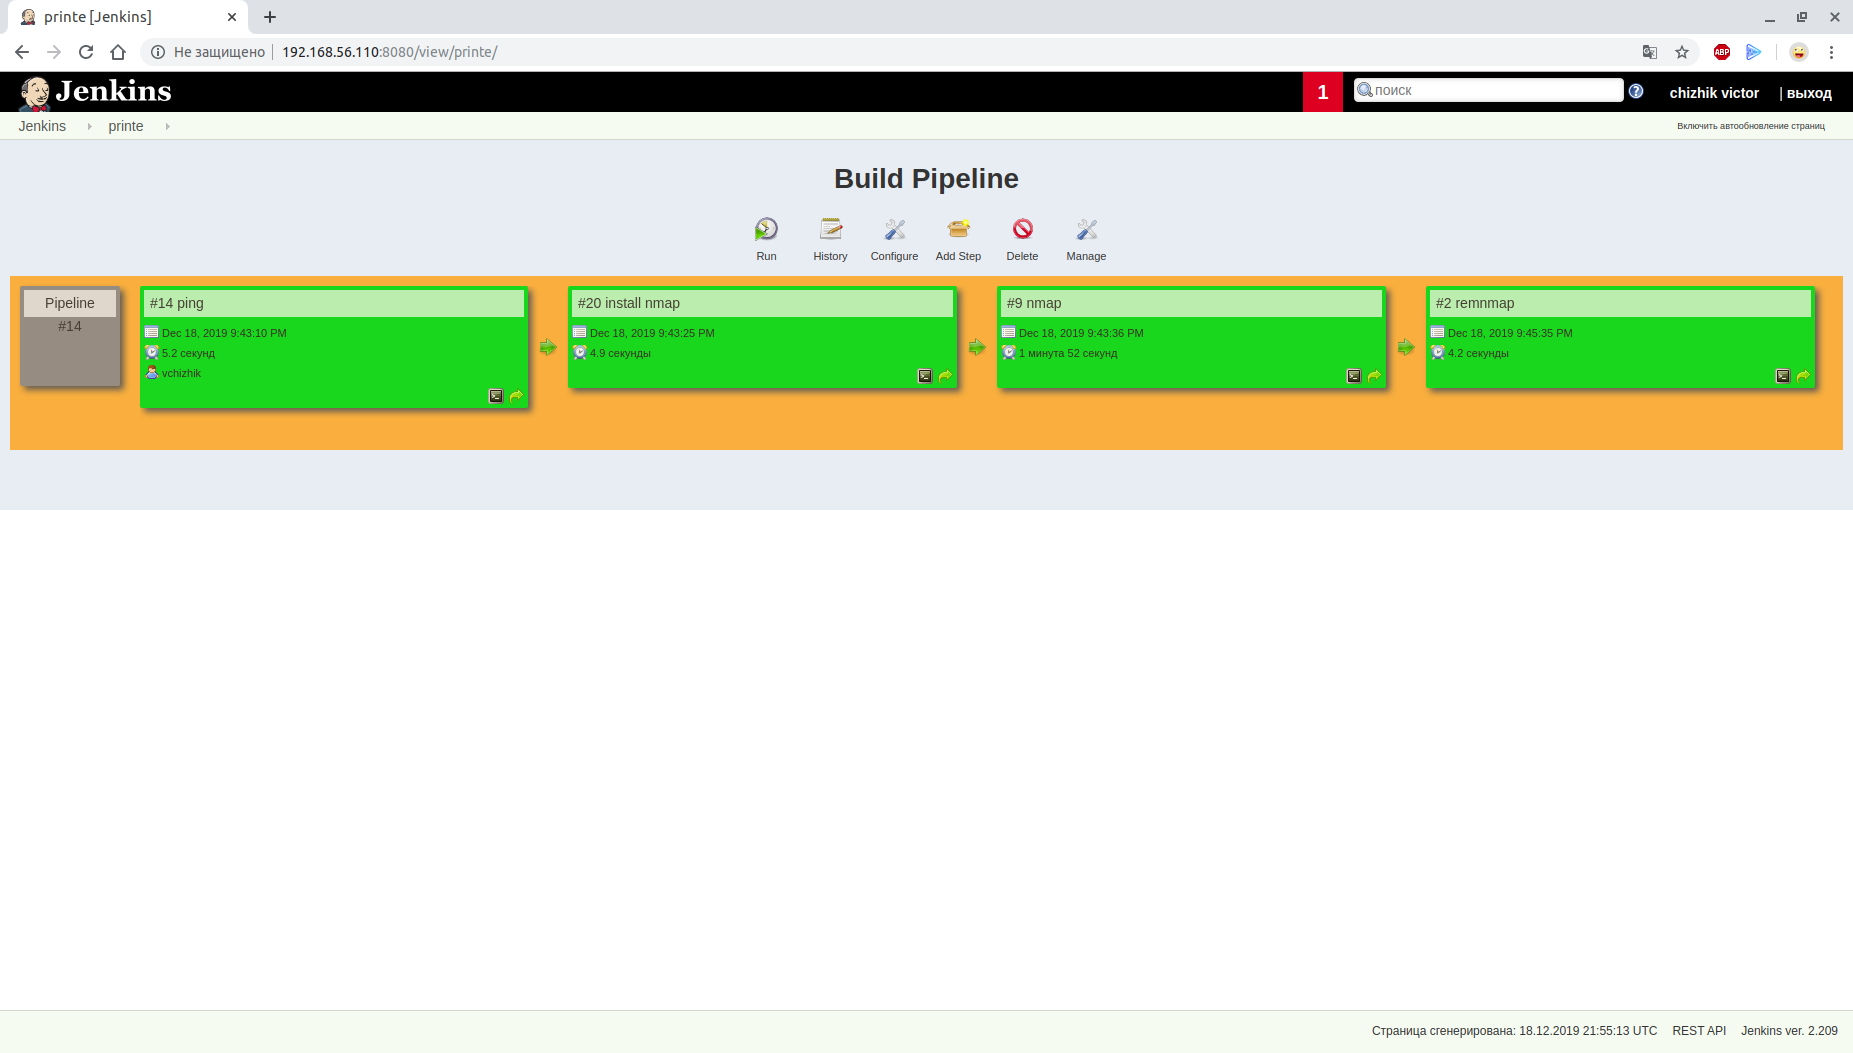 printe [Jenkins]
Не защищено
192.168.56.110:8080/view/printe/
ABP
Jenkins
1
поиск
?
chizhik victor
| выход
Jenkins
printe
Включить автообновление страниц
Build Pipeline
Run
History
Configure
Add Step
Delete
Manage
Pipeline
#14
#14 ping
Dec 18, 2019 9:43:10 PM
5.2 секунд
vchizhik
#20 install nmap
Dec 18, 2019 9:43:25 PM
4.9 секунды
#9 nmap
Dec 18, 2019 9:43:36 PM
1 минута 52 секунд
#2 remnmap
Dec 18, 2019 9:45:35 PM
4.2 секунды
Страница сгенерирована: 18.12.2019 21:55:13 UTC
REST API
Jenkins ver. 2.209